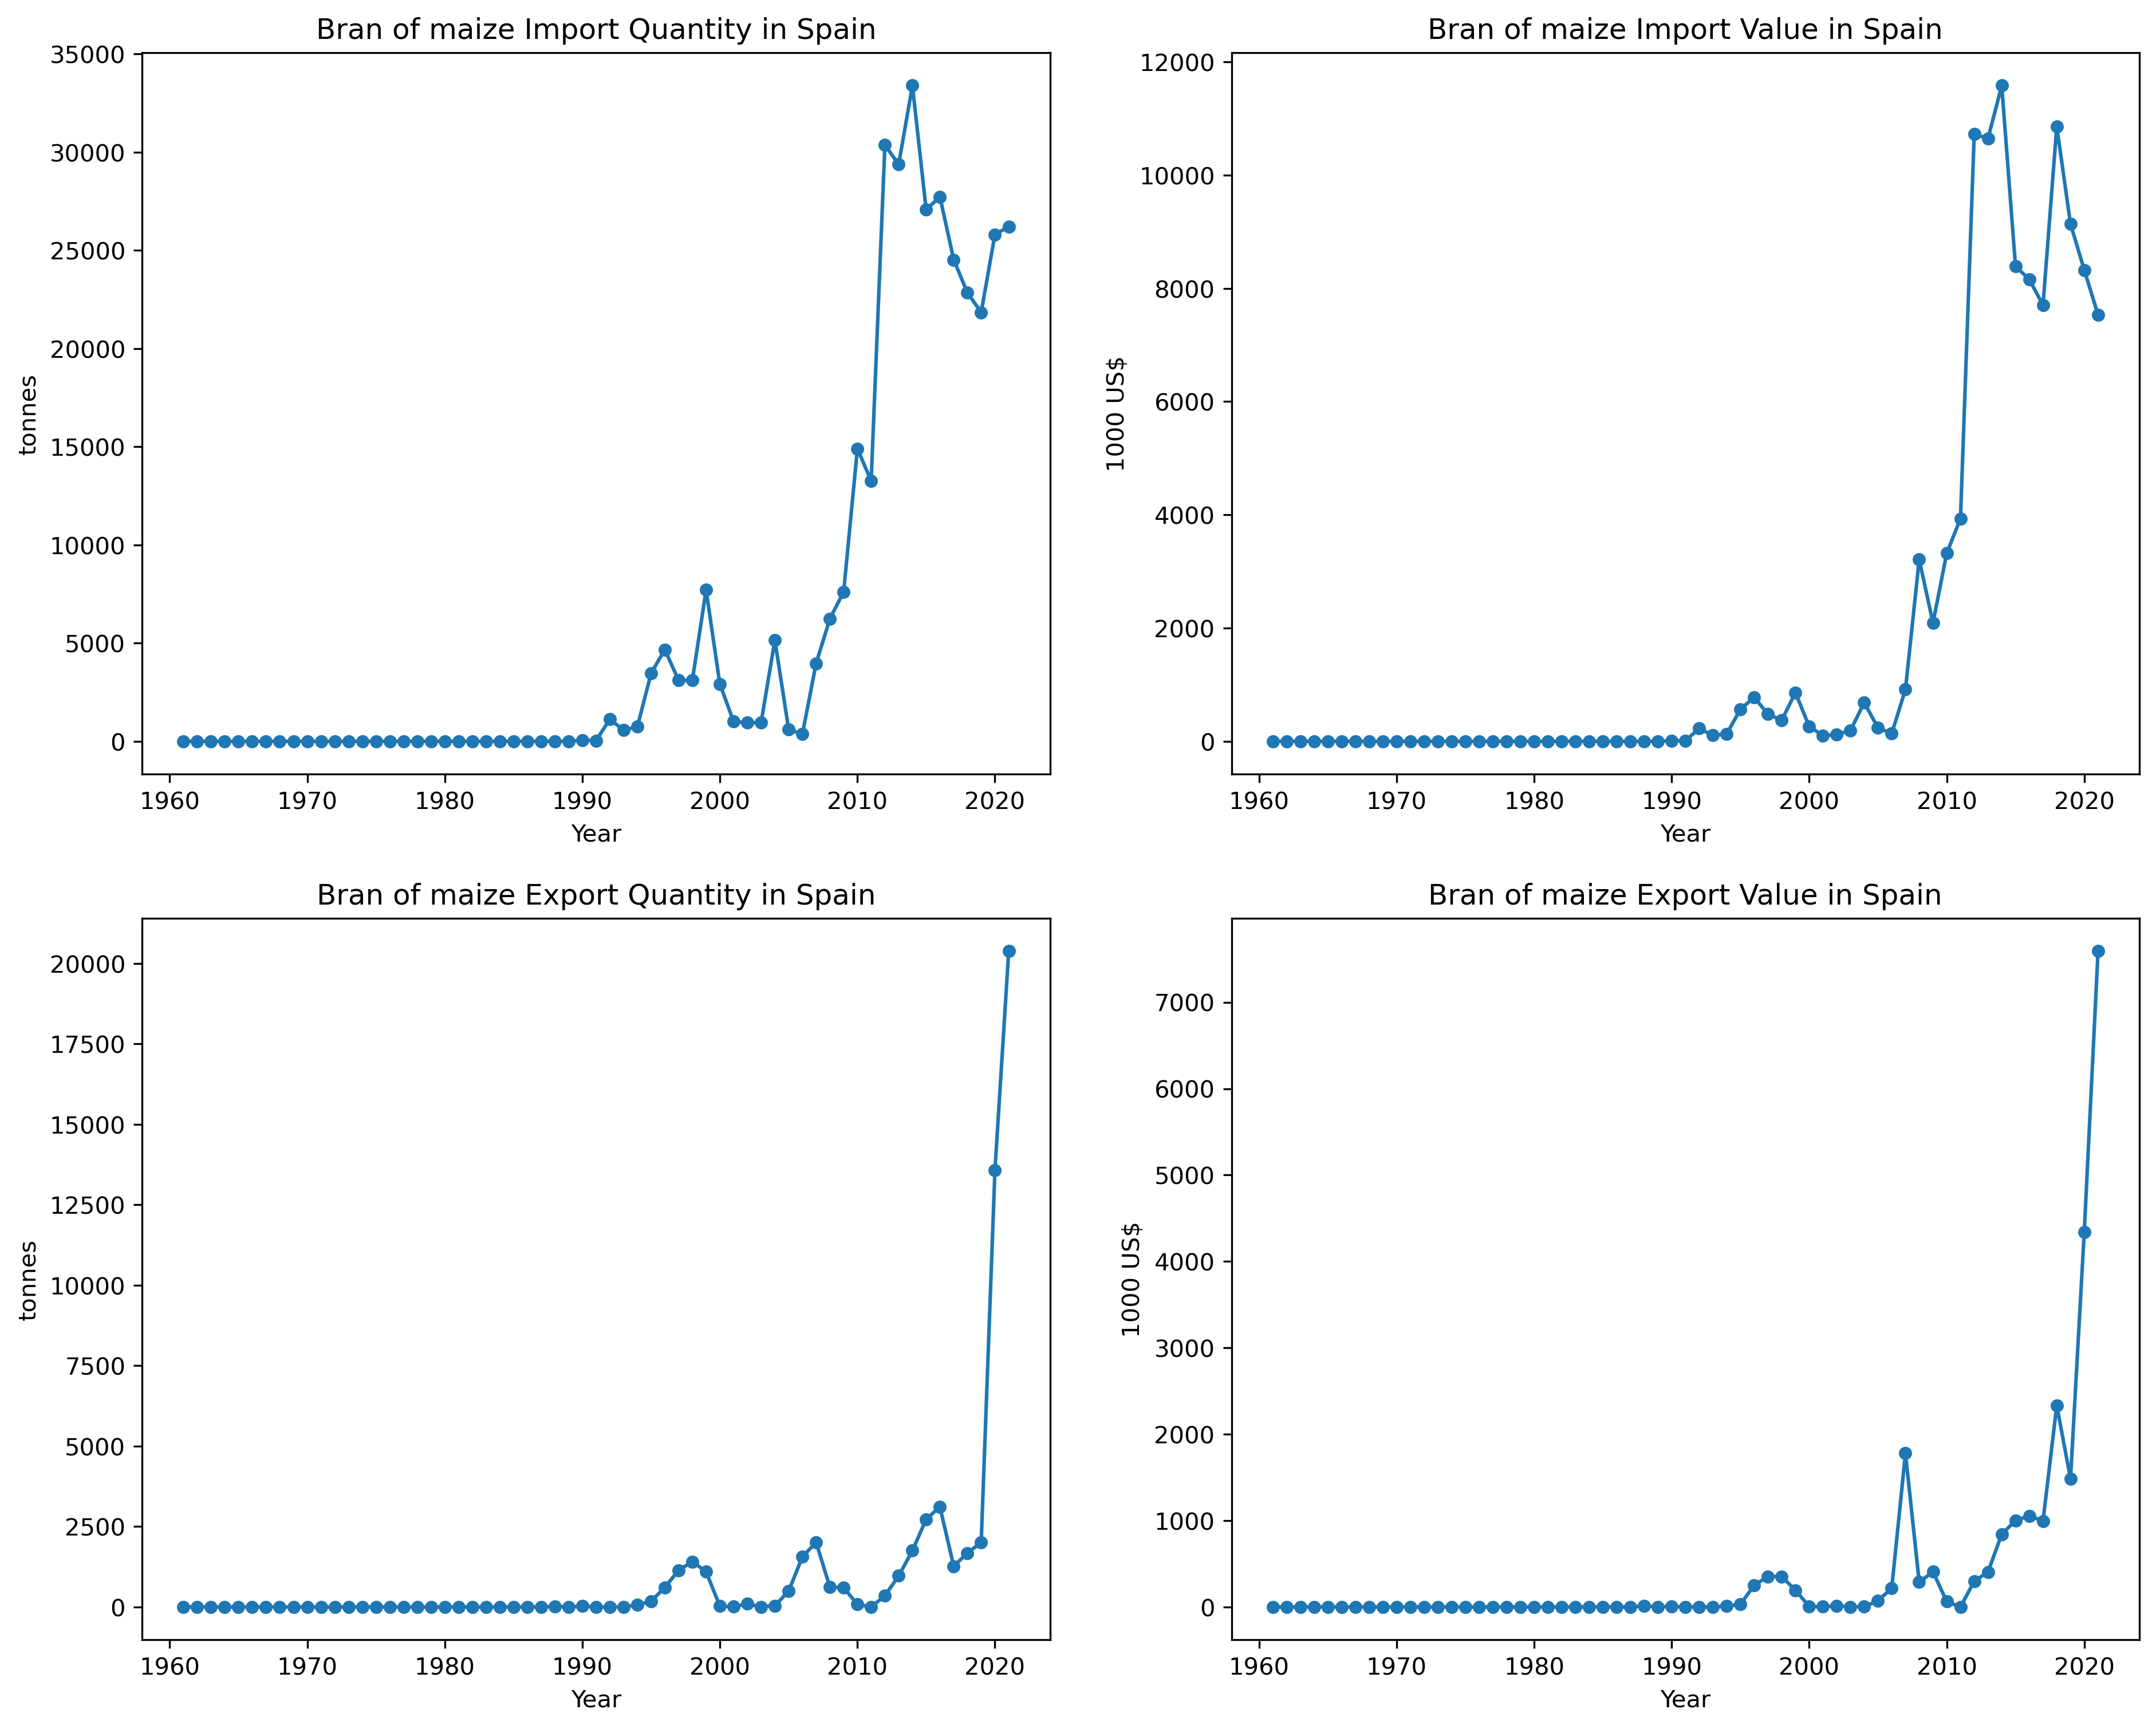 Bran of maize Import Quantity in Spain
35000
30000
25000
20000
15000
10000
5000
0
tonnes
1960 1970 1980 1990 2000 2010 2020
Year
Bran of maize Import Value in Spain
12000
10000
8000
6000
4000
2000
0
1000 US$
1960 1970 1980 1990 2000 2010 2020
Year
Bran of maize Export Quantity in Spain
20000
17500
15000
12500
10000
7500
5000
2500
0
tonnes
1960 1970 1980 1990 2000 2010 2020
Year
Bran of maize Export Value in Spain
7000
6000
5000
4000
3000
2000
1000
0
1000 US$
1960 1970 1980 1990 2000 2010 2020
Year